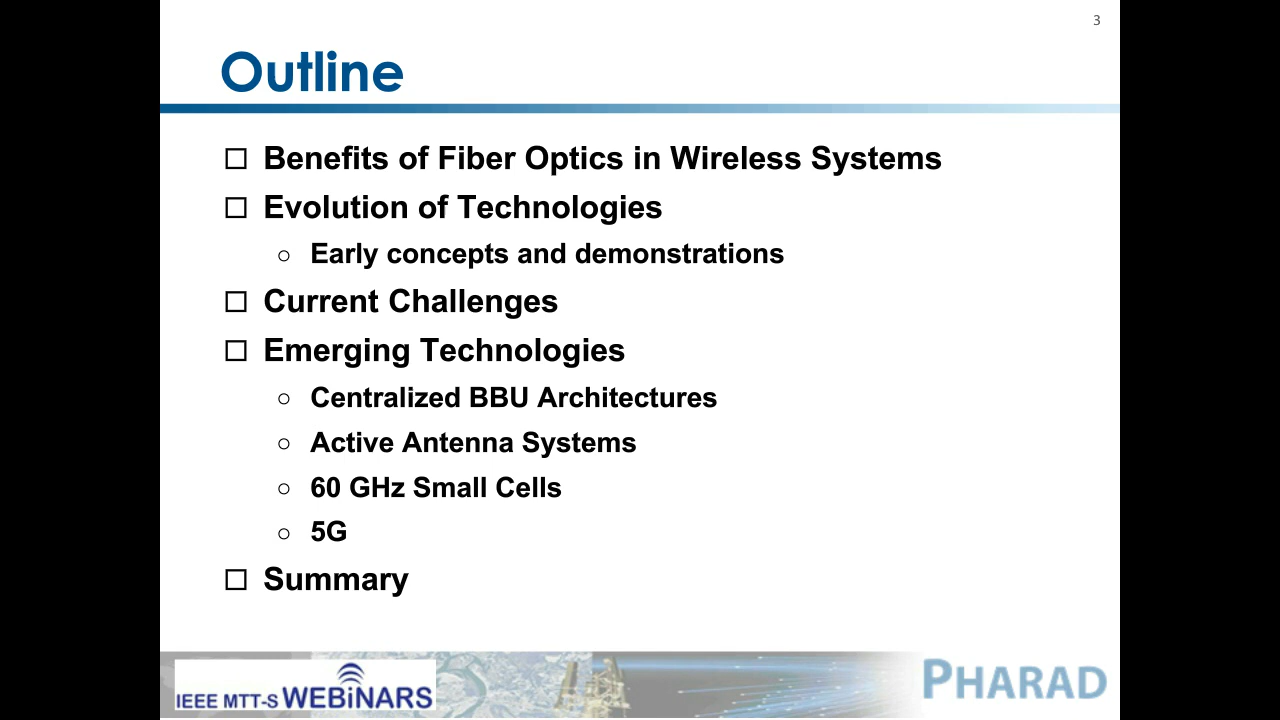 3
Outline
Benefits of Fiber Optics in Wireless Systems
Evolution of Technologies
Early concepts and demonstrations
Current Challenges
Emerging Technologies
Centralized BBU Architectures
Active Antenna Systems
60 GHz Small Cells
5G
Summary
IEEE MTT-S WEBiNARS
PHARAD